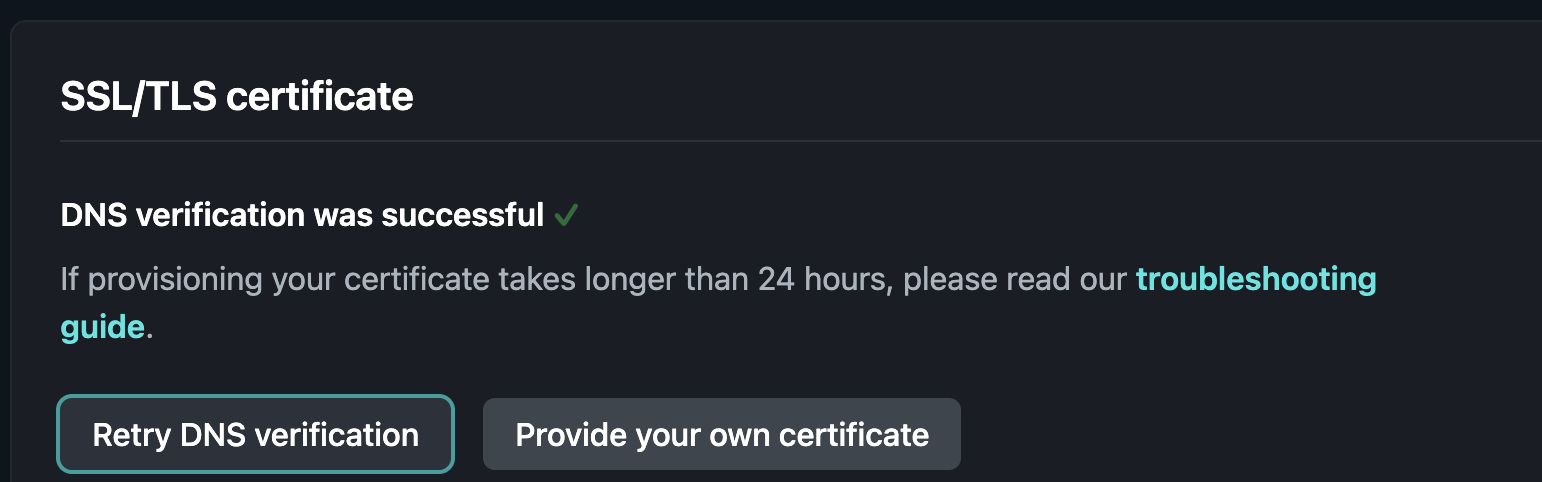 SSL/TLS certificate
DNS verification was successful ✓
If provisioning your certificate takes longer than 24 hours, please read our troubleshooting
guide.
Retry DNS verification
Provide your own certificate